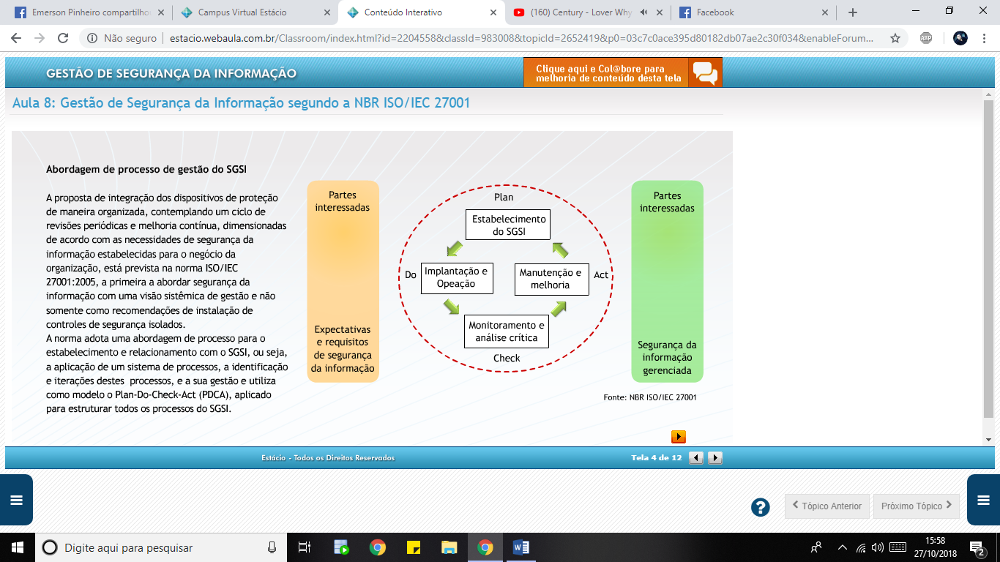 Emerson Pinheiro compartilhou
Campus Virtual Estácio
Conteúdo Interativo
(160) Century - Lover Why
Facebook
Não seguro
estacio.webaula.com.br/Classroom/index.html?id=2204558&classId=983008&topicId=2652419&p0=03c7c0ace395d80182db07ae2c30f034&enableForum...
ABP
GESTÃO DE SEGURANÇA DA INFORMAÇÃO
Clique aqui e Col@bore para
melhoria de conteúdo desta tela
Aula 8: Gestão de Segurança da Informação segundo a NBR ISO/IEC 27001
Abordagem de processo de gestão do SGSI
A proposta de integração dos dispositivos de proteção
de maneira organizada, contemplando um ciclo de
revisões periódicas e melhoria contínua, dimensionadas
de acordo com as necessidades de segurança da
informação estabelecidas para o negócio da
organização, está prevista na norma ISO/IEC
27001:2005, a primeira a abordar segurança da
informação com uma visão sistêmica de gestão e não
somente como recomendações de instalação de
controles de segurança isolados.
A norma adota uma abordagem de processo para o
estabelecimento e relacionamento com o SGSI, ou seja,
a aplicação de um sistema de processos, a identificação
e iterações destes processos, e a sua gestão e utiliza
como modelo o Plan-Do-Check-Act (PDCA), aplicado
para estruturar todos os processos do SGSI.
Partes
interessadas
Expectativas
e requisitos
de segurança
da informação
Plan
Estabelecimento
do SGSI
Do
Implantação e
Opeação
Manutenção e
melhoria
Act
Monitoramento e
análise crítica
Check
Partes
interessadas
Segurança da
informação
gerenciada
Fonte: NBR ISO/IEC 27001
Estácio - Todos os Direitos Reservados
Tela 4 de 12
?
Tópico Anterior
Próximo Tópico
Digite aqui para pesquisar
15:58
27/10/2018
2